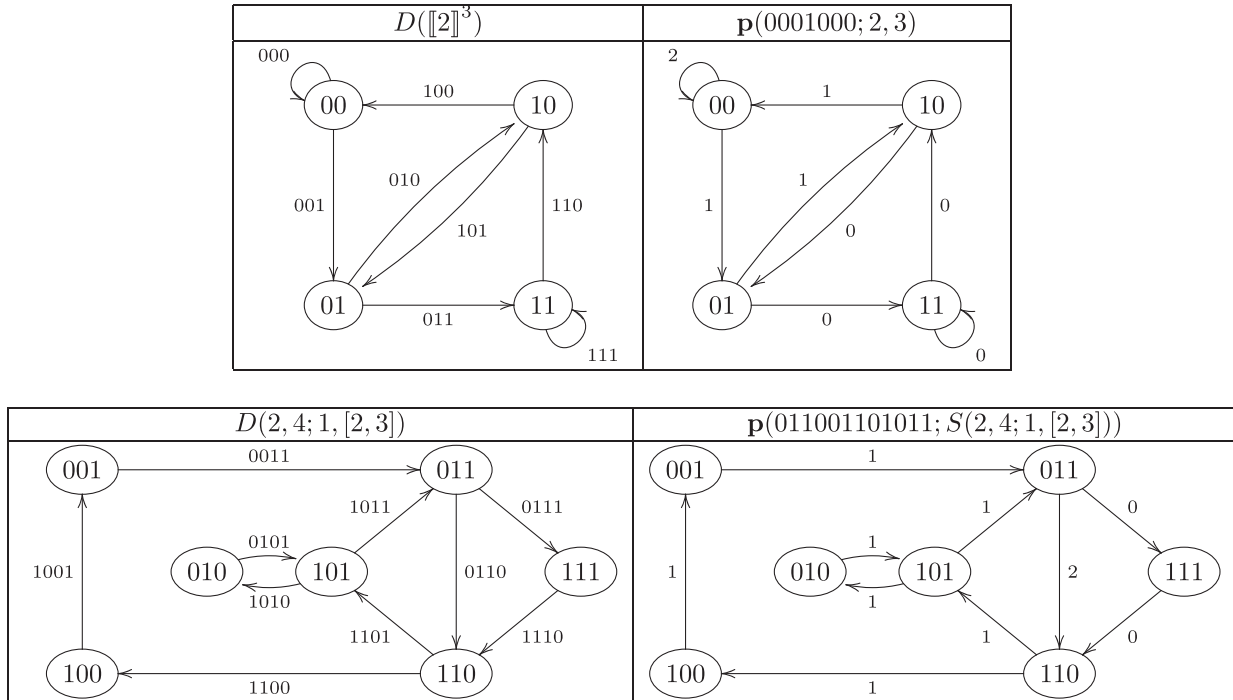 D(⟦2⟧³) p(0001000; 2, 3)
000 2
00 100 10 00 1 10
010 1
001 110 1 0
101 0
01 011 11 01 0 11
111 0
D(2, 4; 1, [2, 3]) p(011001101011; S(2, 4; 1, [2, 3]))
001 0011 011 001 1 011
1011 0111 1 0
0101 1
1001 010 101 0110 111 1 010 101 2 111
1010 1
1101 1110 1 0
100 1100 110 100 1 110